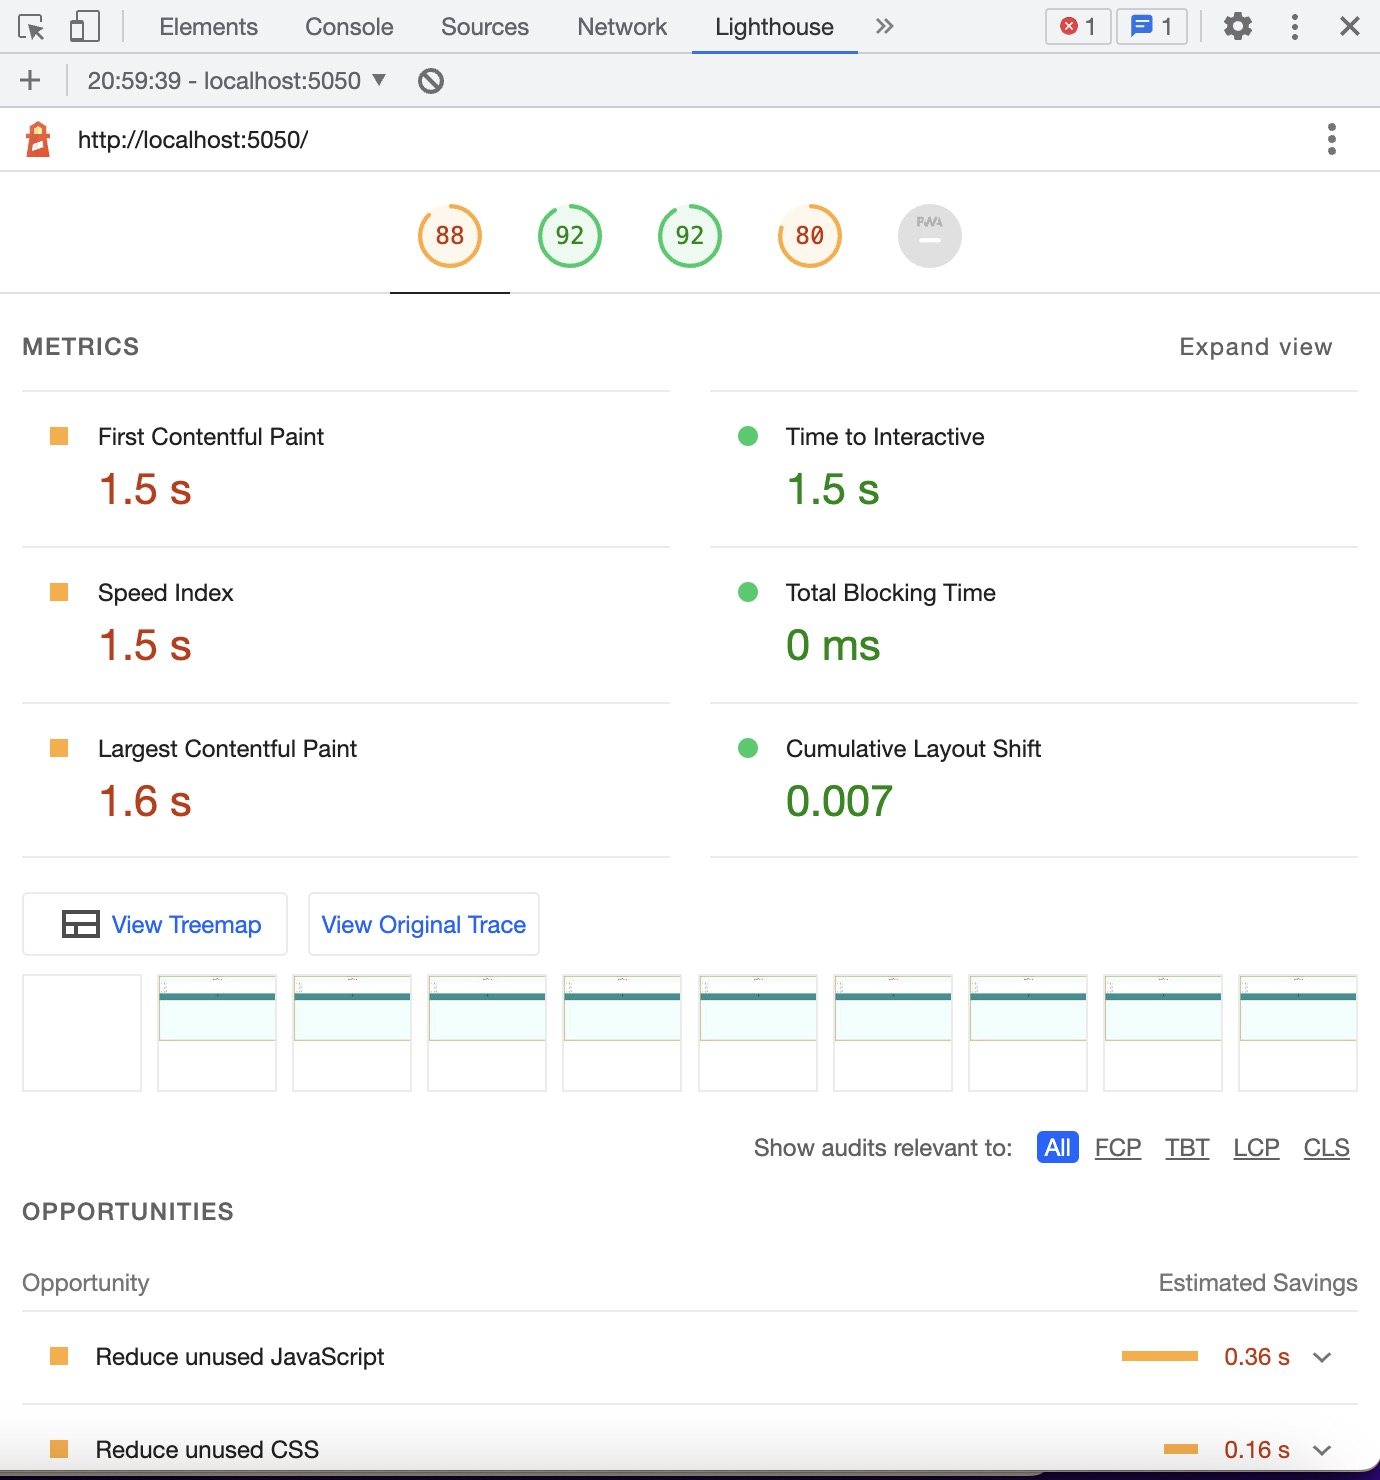 Elements Console Sources Network Lighthouse 1 1
20:59:39 - localhost:5050
http://localhost:5050/
88 92 92 80 PWA
METRICS Expand view
First Contentful Paint Time to Interactive
1.5 s 1.5 s
Speed Index Total Blocking Time
1.5 s 0 ms
Largest Contentful Paint Cumulative Layout Shift
1.6 s 0.007
View Treemap View Original Trace
Show audits relevant to: All FCP TBT LCP CLS
OPPORTUNITIES
Opportunity Estimated Savings
Reduce unused JavaScript 0.36 s
Reduce unused CSS 0.16 s